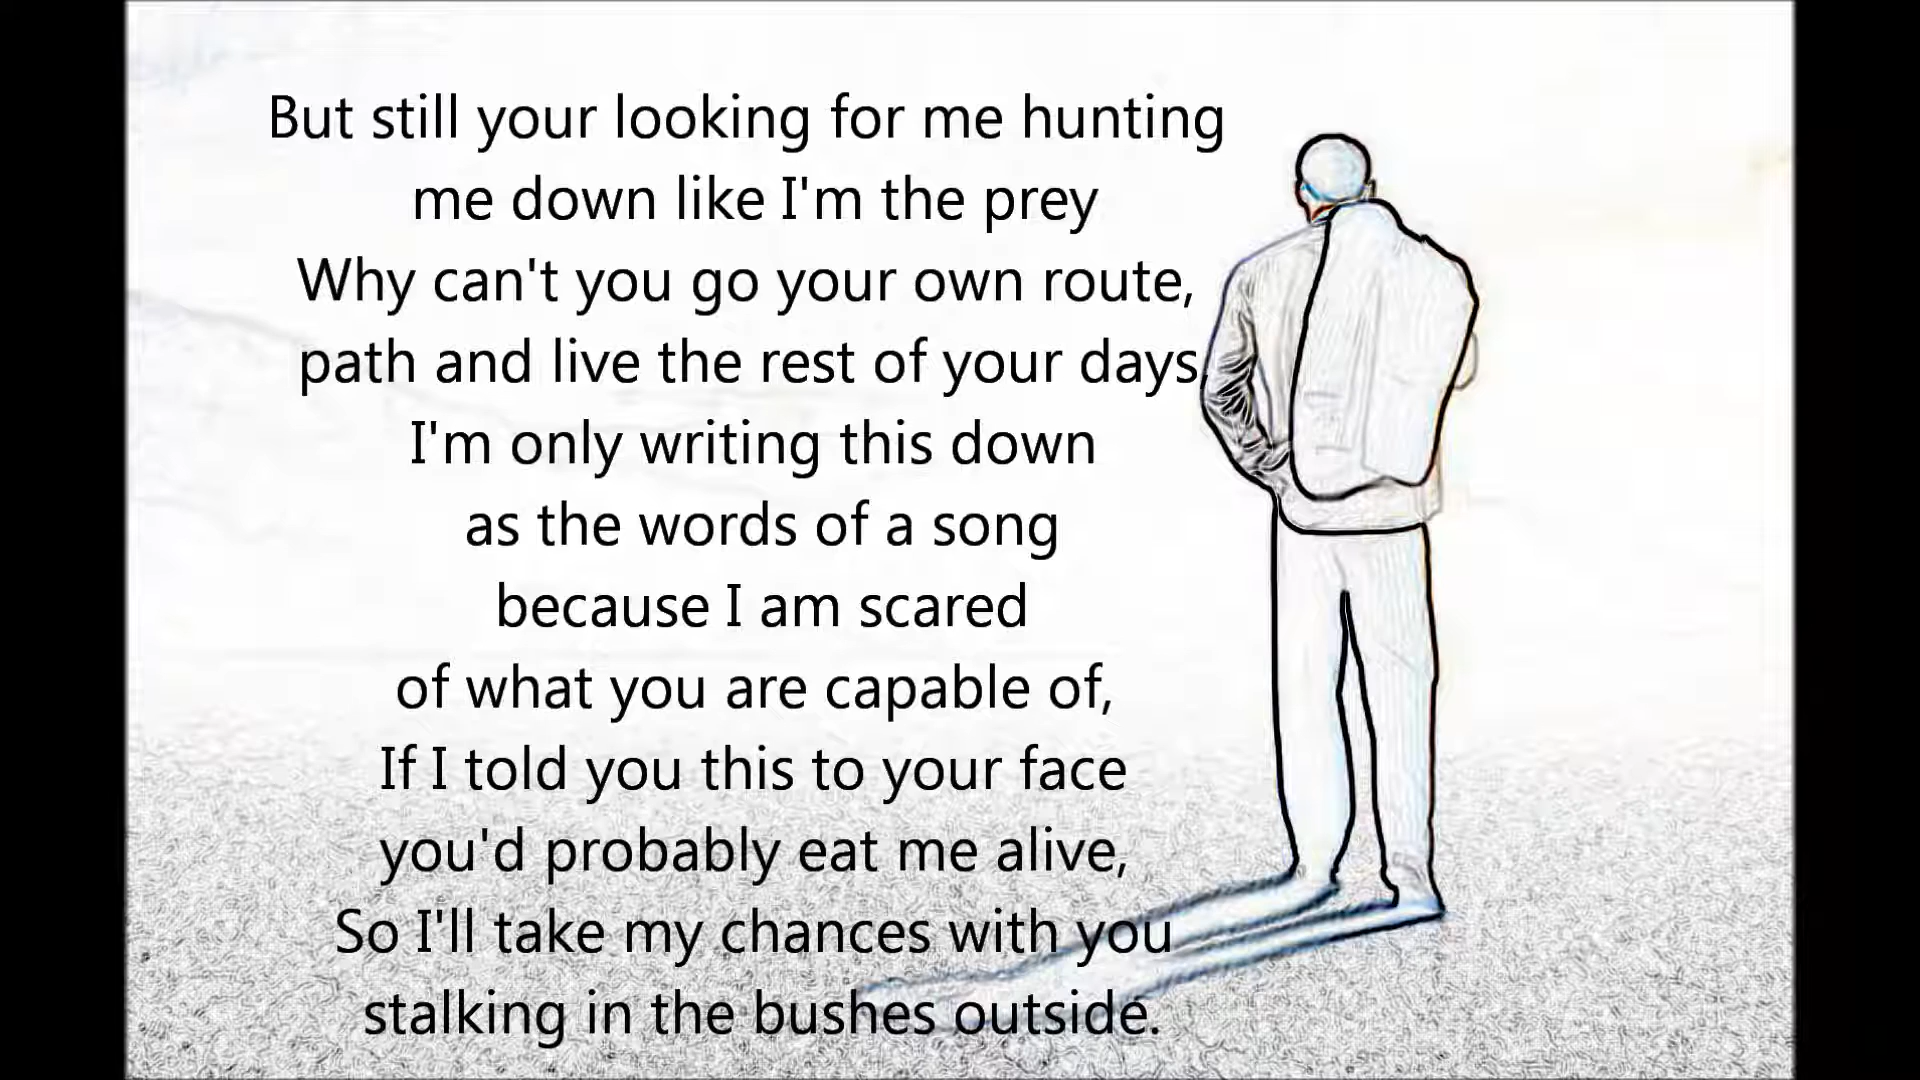 But still your looking for me hunting
me down like I'm the prey
Why can't you go your own route,
path and live the rest of your days,
I'm only writing this down
as the words of a song
because I am scared
of what you are capable of,
If I told you this to your face
you'd probably eat me alive,
So I'll take my chances with you
stalking in the bushes outside.